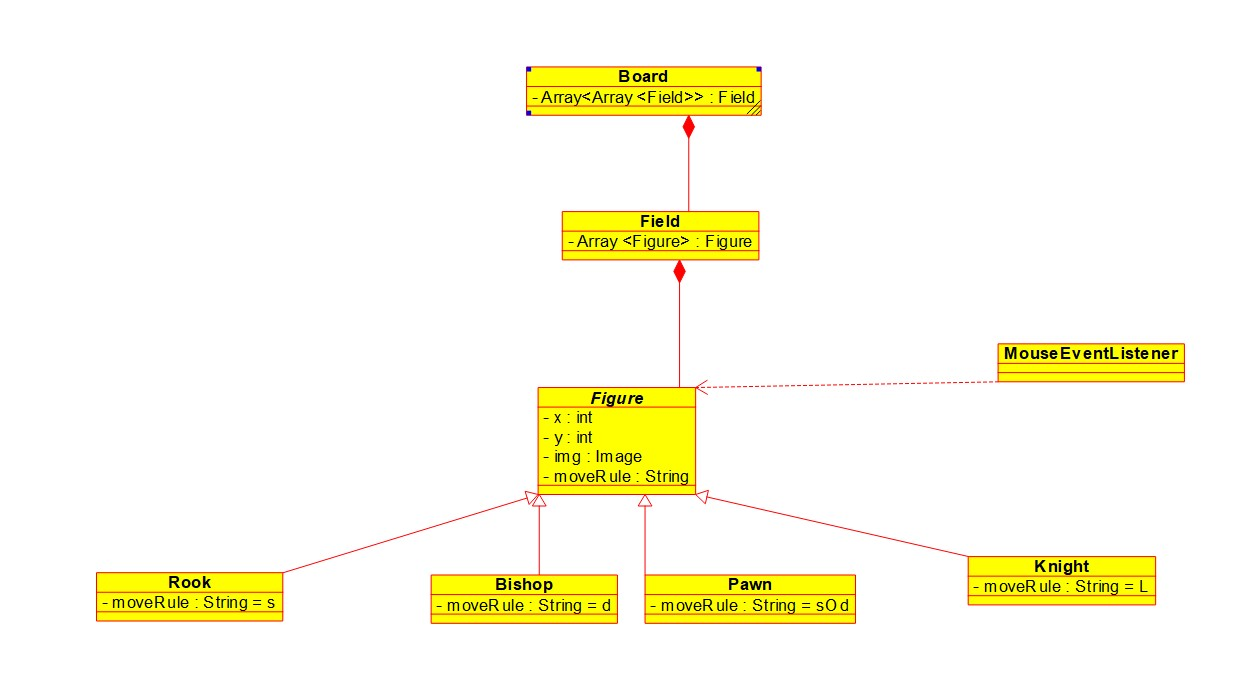 Board
- Array<Array <Field>> : Field
Field
- Array <Figure> : Figure
MouseEventListener
Figure
- x : int
- y : int
- img : Image
- moveRule : String
Rook
- moveRule : String = s
Bishop
- moveRule : String = d
Pawn
- moveRule : String = sOd
Knight
- moveRule : String = L